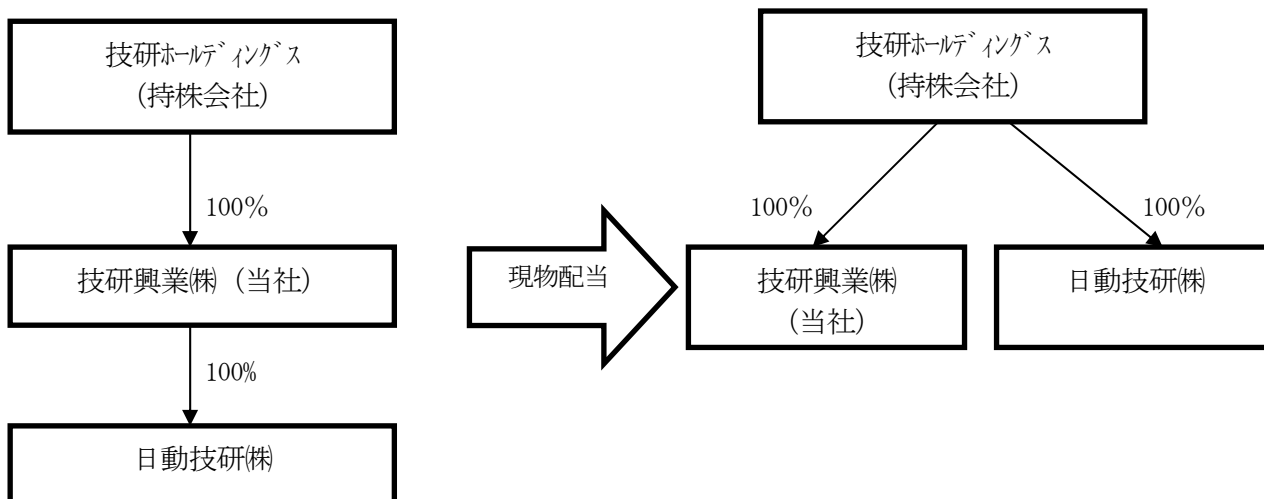 技研ﾎｰﾙﾃﾞｨﾝｸﾞｽ
（持株会社）
100％
技研興業㈱（当社）
100%
日動技研㈱
現物配当
技研ﾎｰﾙﾃﾞｨﾝｸﾞｽ
（持株会社）
100％
100％
技研興業㈱
（当社）
日動技研㈱